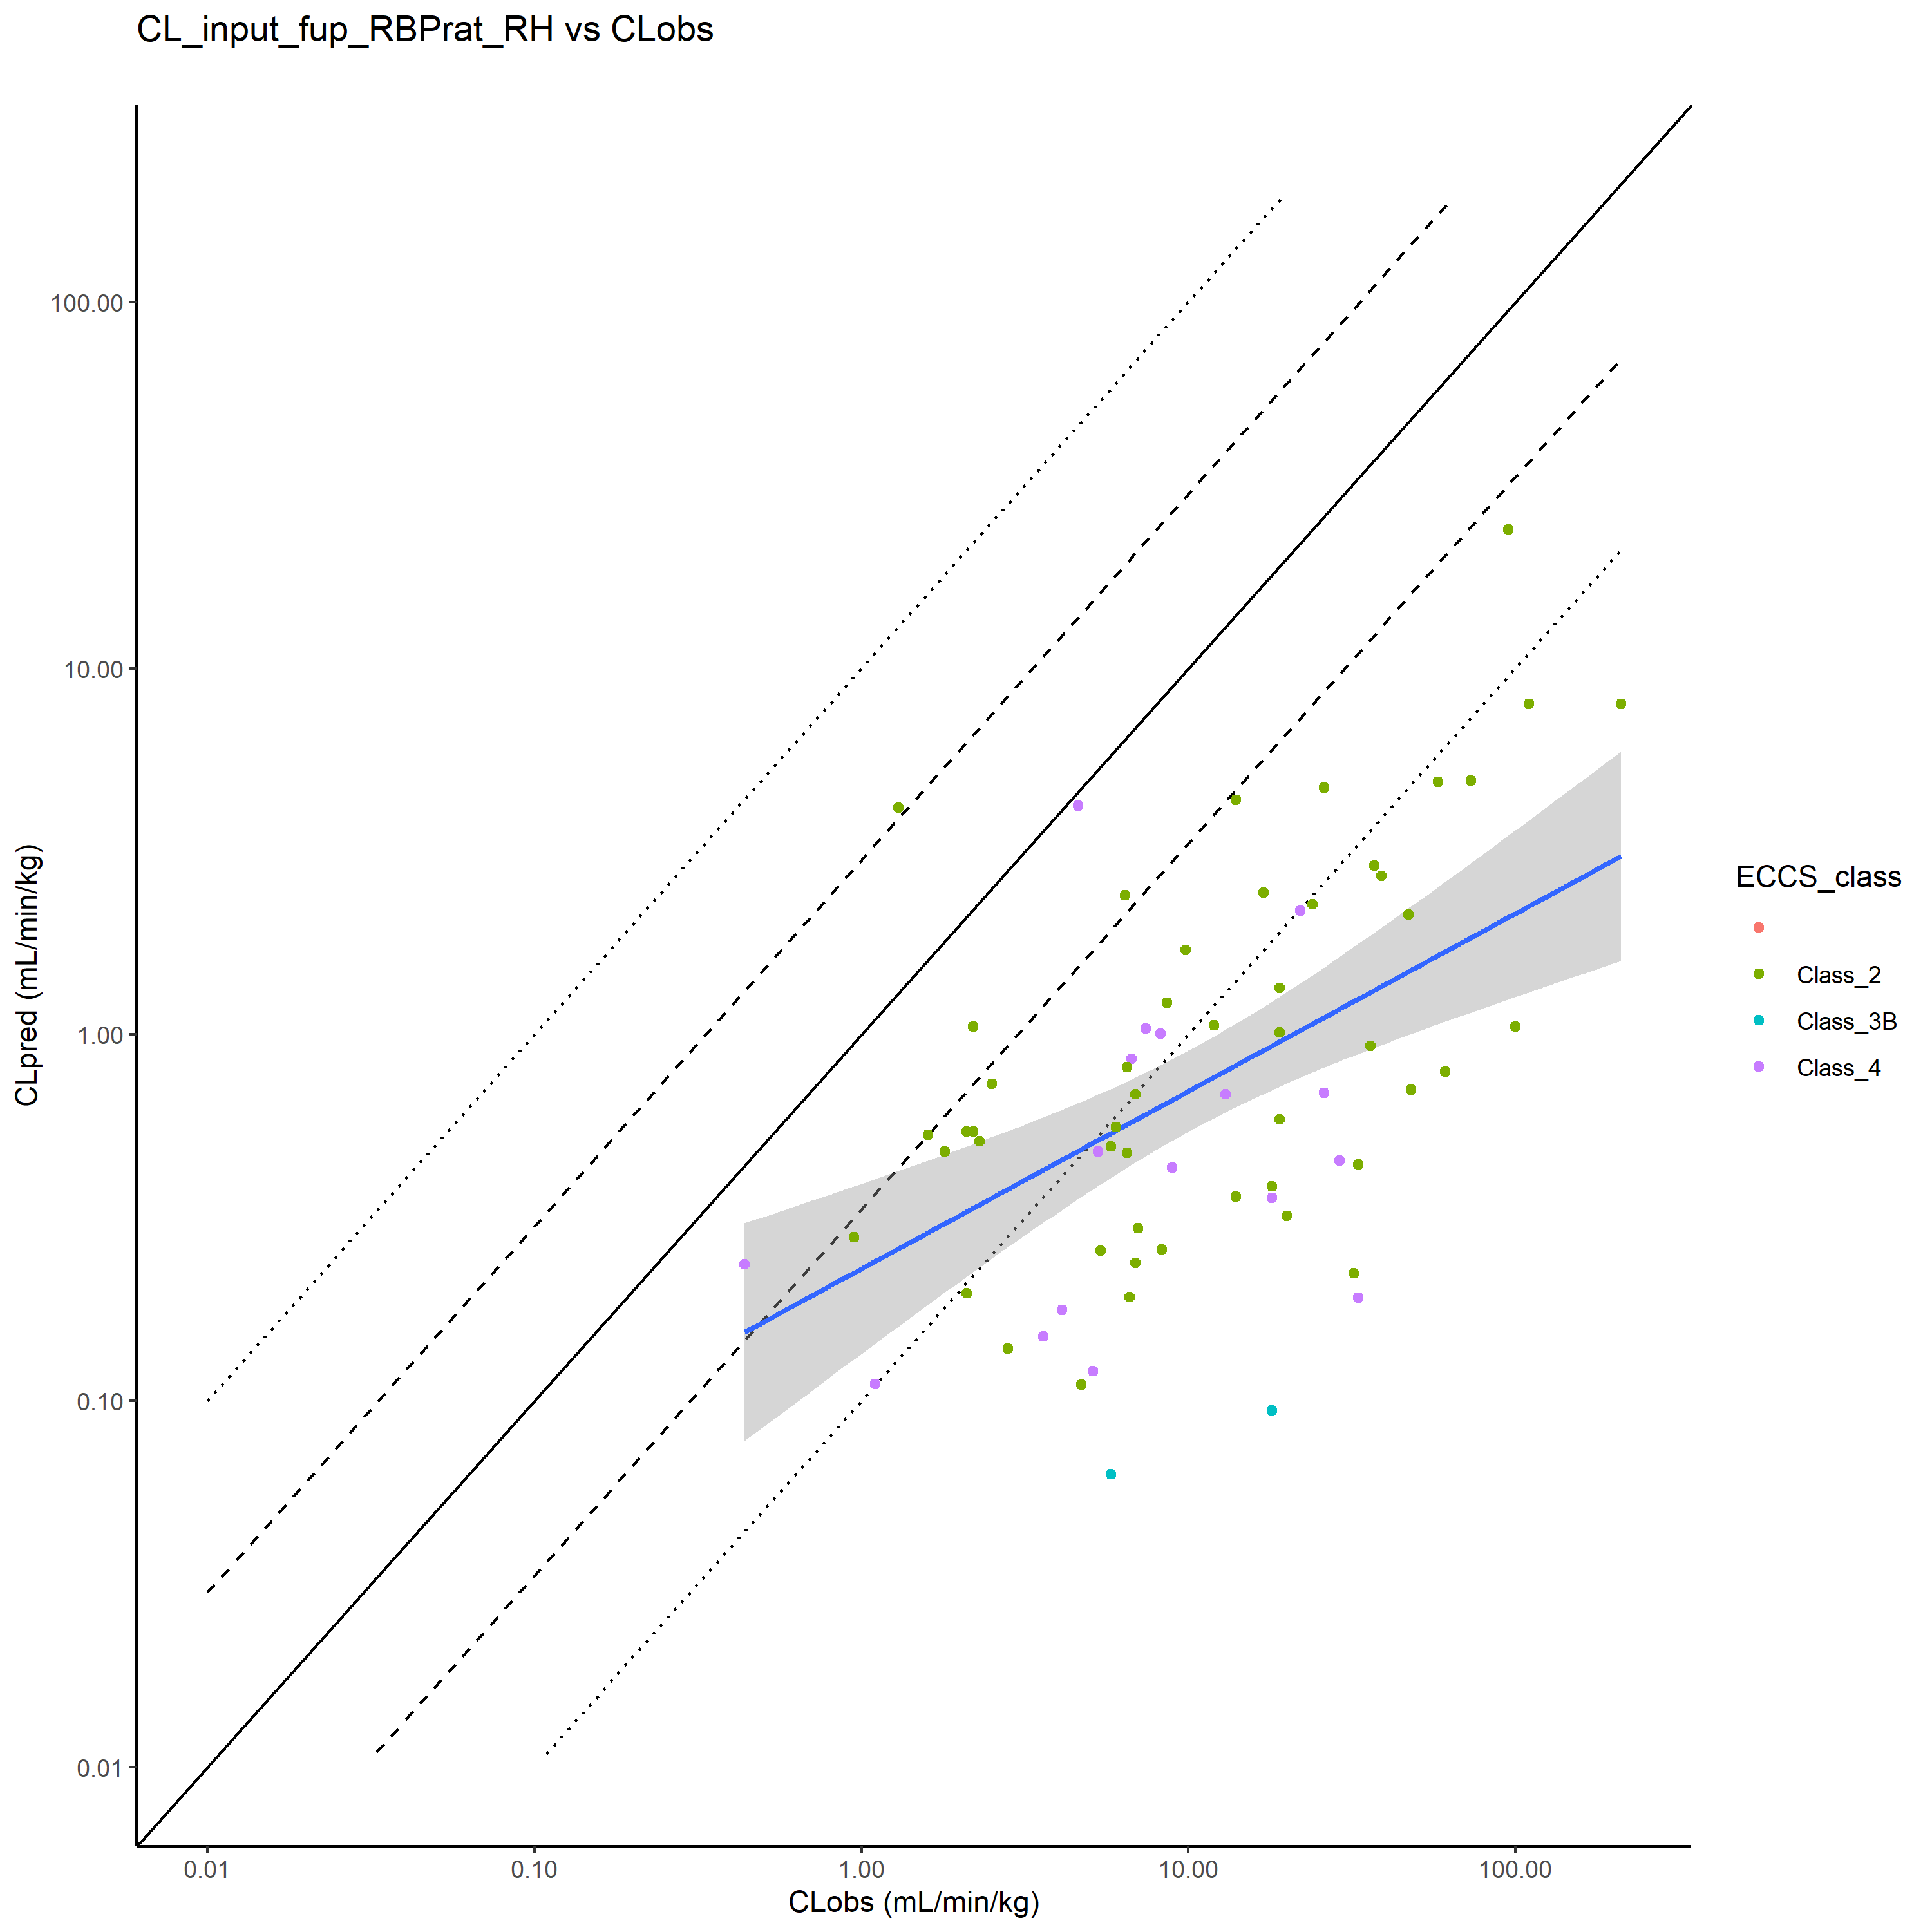 CL_input_fup_RBPrat_RH vs CLobs
CLpred (mL/min/kg)
100.00
10.00
1.00
0.10
0.01
0.01
0.10
1.00
10.00
100.00
CLobs (mL/min/kg)
ECCS_class
Class_2
Class_3B
Class_4